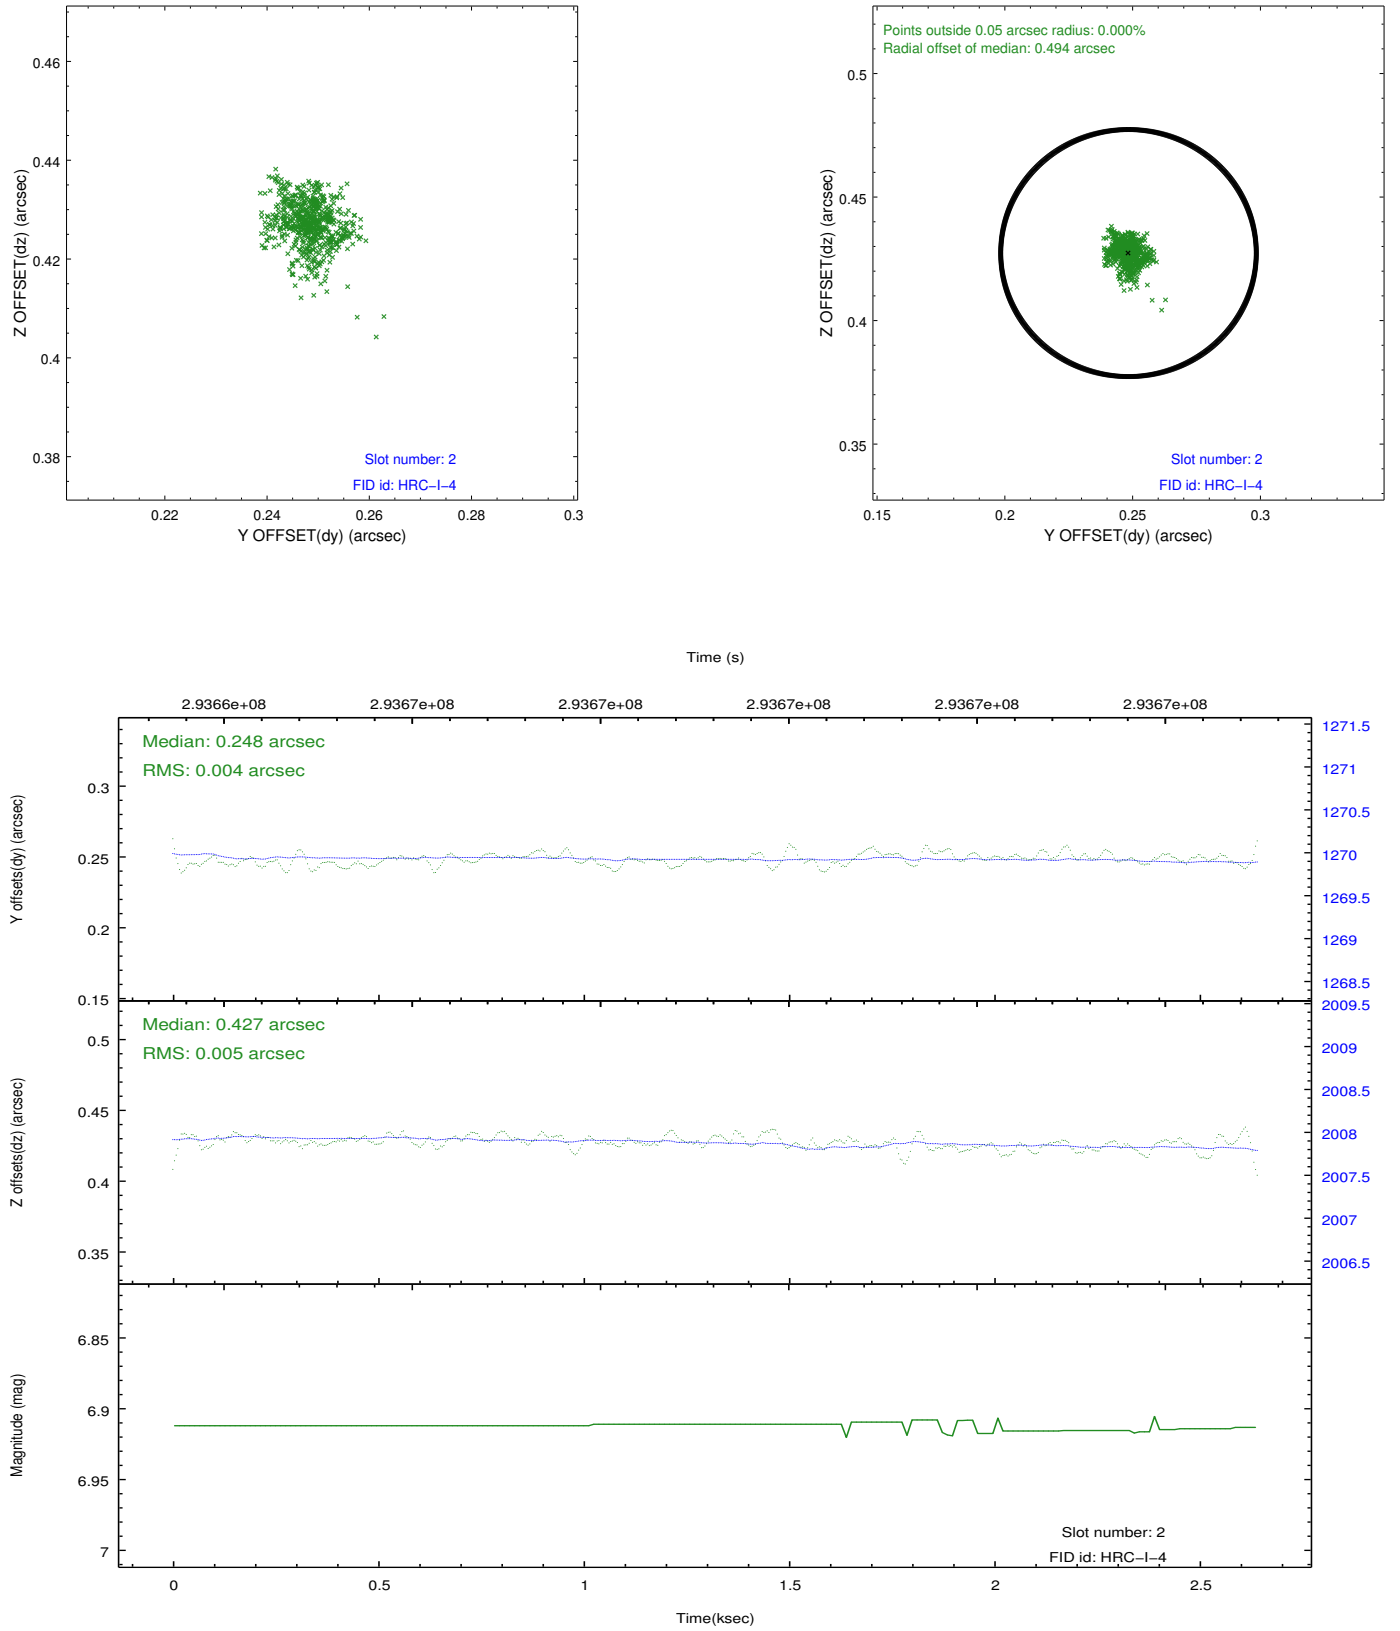 0.46
0.44
0.42
0.4
0.38
Z OFFSET(dz) (arcsec)
Slot number: 2
FID id: HRC-I-4
0.22
0.24
0.26
0.28
0.3
Y OFFSET(dy) (arcsec)
Points outside 0.05 arcsec radius: 0.000%
Radial offset of median: 0.494 arcsec
0.5
0.45
0.4
0.35
Z OFFSET(dz) (arcsec)
Slot number: 2
FID id: HRC-I-4
0.15
0.2
0.25
0.3
Y OFFSET(dy) (arcsec)
Time (s)
2.9366e+08
2.9367e+08
2.9367e+08
2.9367e+08
2.9367e+08
2.9367e+08
Median: 0.248 arcsec
RMS: 0.004 arcsec
Y offsets(dy) (arcsec)
0.3
0.25
0.2
0.15
1271.5
1271
1270.5
1270
1269.5
1269
1268.5
Median: 0.427 arcsec
RMS: 0.005 arcsec
Z offsets(dz) (arcsec)
0.5
0.45
0.4
0.35
2009.5
2009
2008.5
2008
2007.5
2007
2006.5
Magnitude (mag)
6.85
6.9
6.95
7
Slot number: 2
FID id: HRC-I-4
0
0.5
1
1.5
2
2.5
Time(ksec)